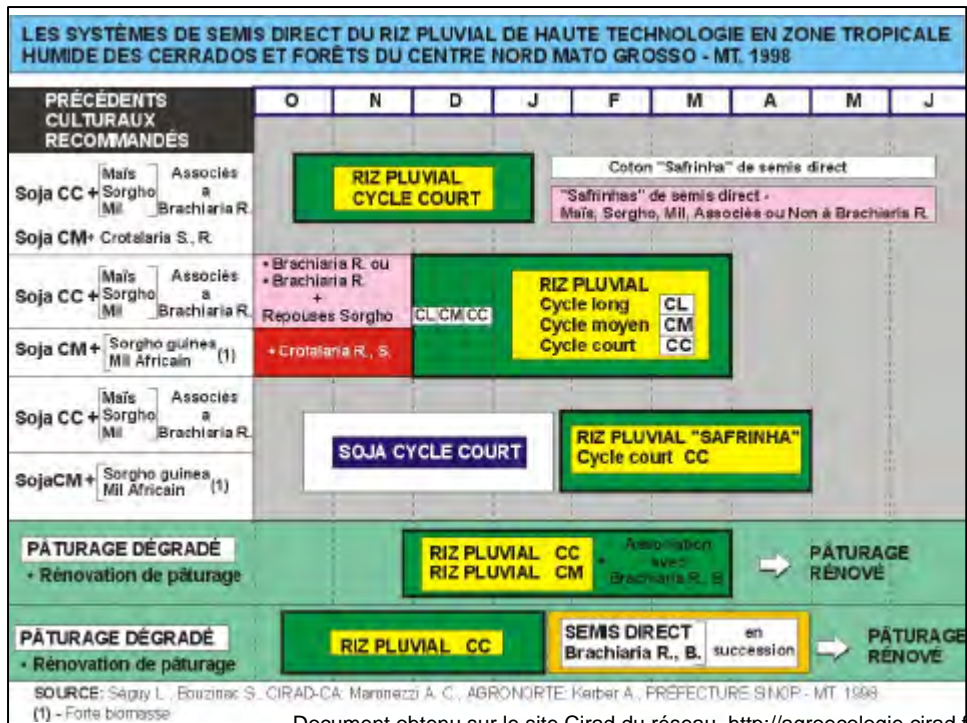 LES SYSTÈMES DE SEMIS DIRECT DU RIZ PLUVIAL DE HAUTE TECHNOLOGIE EN ZONE TROPICALE
HUMIDE DES CERRADOS ET FORÊTS DU CENTRE NORD MATO GROSSO - MT. 1998
PRÉCÉDENTS
CULTURAUX
RECOMMANDÉS
O N D J F M A M J
Soja CC +
Maïs
Sorgho
Mil
Associés
a
Brachiaria R.
Soja CM+ Crotalaria S., R.
RIZ PLUVIAL
CYCLE COURT
Coton "Safrinha" de semis direct
"Safrinhas" de semis direct -
Maïs, Sorgho, Mil, Associés ou Non à Brachiaria R.
Soja CC +
Maïs
Sorgho
Mil
Associés
a
Brachiaria R.
Soja CM +
Sorgho guinea
Mil Africain
(1)
• Brachiaria R. ou
• Brachiaria R.
+
Repouses Sorgho
• Crotalaria R., S.
CL CM CC
RIZ PLUVIAL
Cycle long CL
Cycle moyen CM
Cycle court CC
Soja CC +
Maïs
Sorgho
Mil
Associés
a
Brachiaria R.
SojaCM +
Sorgho guinea
Mil Africain
(1)
SOJA CYCLE COURT
RIZ PLUVIAL "SAFRINHA"
Cycle court CC
PÂTURAGE DÉGRADÉ
• Rénovation de pâturage
RIZ PLUVIAL CC
RIZ PLUVIAL CM
• Association
avec
Brachiaria R., B
PÂTURAGE
RÉNOVÉ
PÂTURAGE DÉGRADÉ
• Rénovation de pâturage
RIZ PLUVIAL CC
SEMIS DIRECT
Brachiaria R., B.
en
succession
PÂTURAGE
RÉNOVÉ
SOURCE: Séguy L., Bouzinac S., CIRAD-CA; Maronezzi A. C., AGRONORTE; Kerber A., PRÉFECTURE SINOP - MT. 1998
(1) - Forte biomasse
Document obtenu sur le site Cirad du réseau http://agroecologie.cirad.f